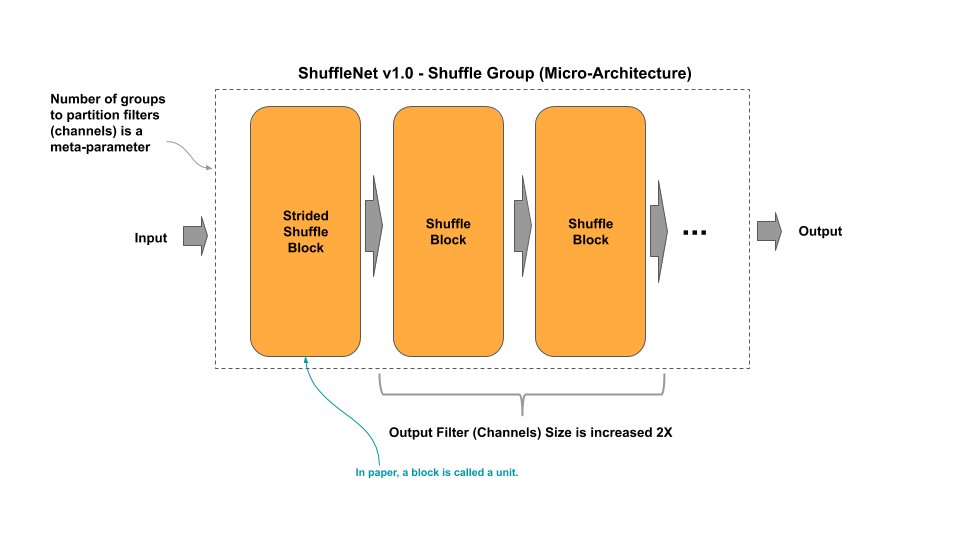 ShuffleNet v1.0 - Shuffle Group (Micro-Architecture)
Number of groups
to partition filters
(channels) is a
meta-parameter
Input
Strided
Shuffle
Block
Shuffle
Block
Shuffle
Block
...
Output
Output Filter (Channels) Size is increased 2X
In paper, a block is called a unit.